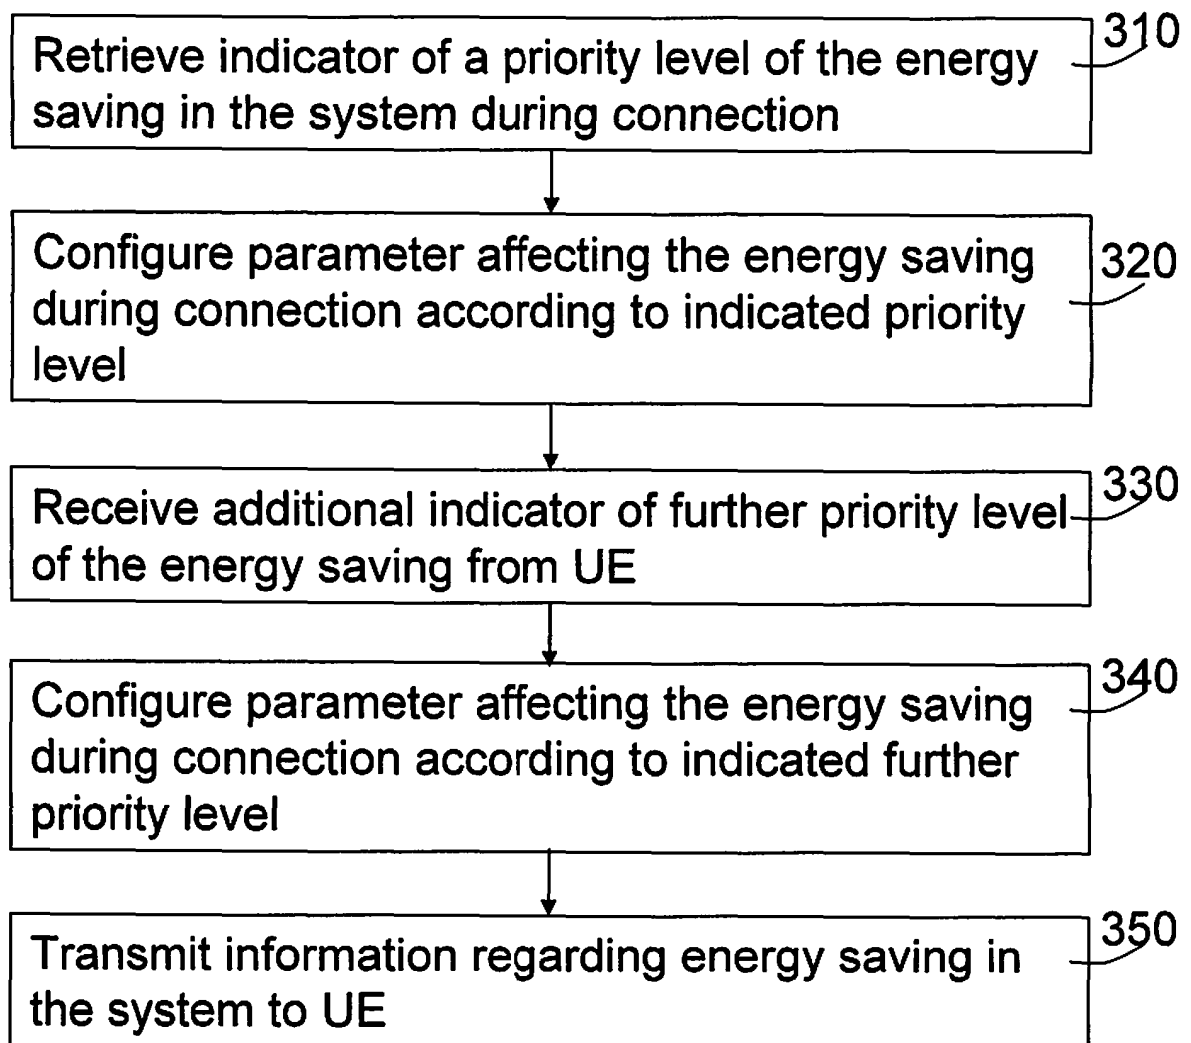 310
Retrieve indicator of a priority level of the energy
saving in the system during connection
320
Configure parameter affecting the energy saving
during connection according to indicated priority
level
330
Receive additional indicator of further priority level
of the energy saving from UE
340
Configure parameter affecting the energy saving
during connection according to indicated further
priority level
350
Transmit information regarding energy saving in
the system to UE